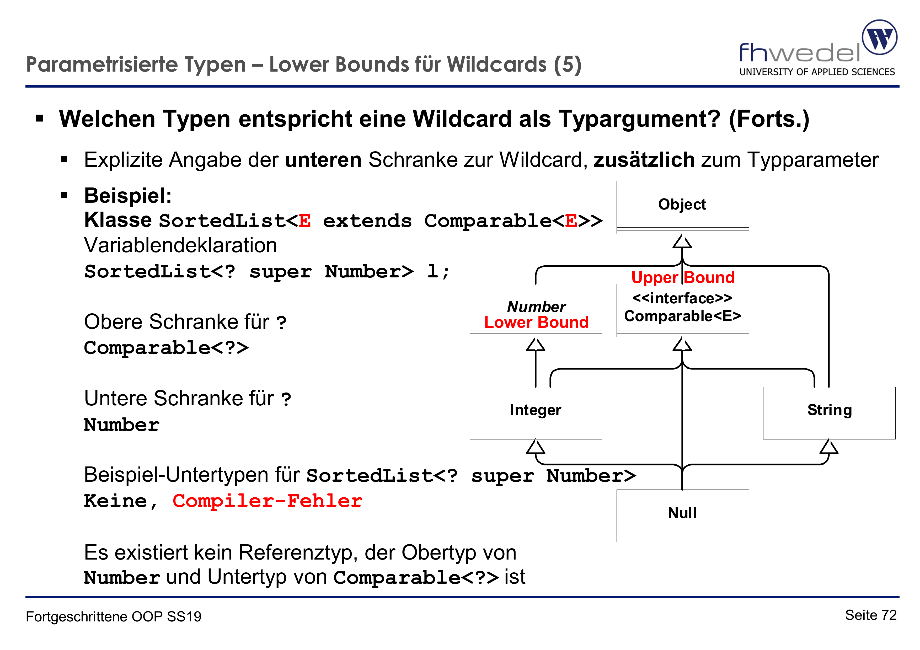 Parametrisierte Typen – Lower Bounds für Wildcards (5)
fhwedel
W
UNIVERSITY OF APPLIED SCIENCES
▪ Welchen Typen entspricht eine Wildcard als Typargument? (Forts.)
▪ Explizite Angabe der unteren Schranke zur Wildcard, zusätzlich zum Typparameter
▪ Beispiel:
Klasse SortedList<E extends Comparable<E>>
Variablendeklaration
SortedList<? super Number> l;
Obere Schranke für ?
Comparable<?>
Untere Schranke für ?
Number
Beispiel-Untertypen für SortedList<? super Number>
Keine, Compiler-Fehler
Es existiert kein Referenztyp, der Obertyp von
Number und Untertyp von Comparable<?> ist
Object
Upper Bound
<<interface>>
Comparable<E>
Number
Lower Bound
Integer
String
Null
Fortgeschrittene OOP SS19
Seite 72